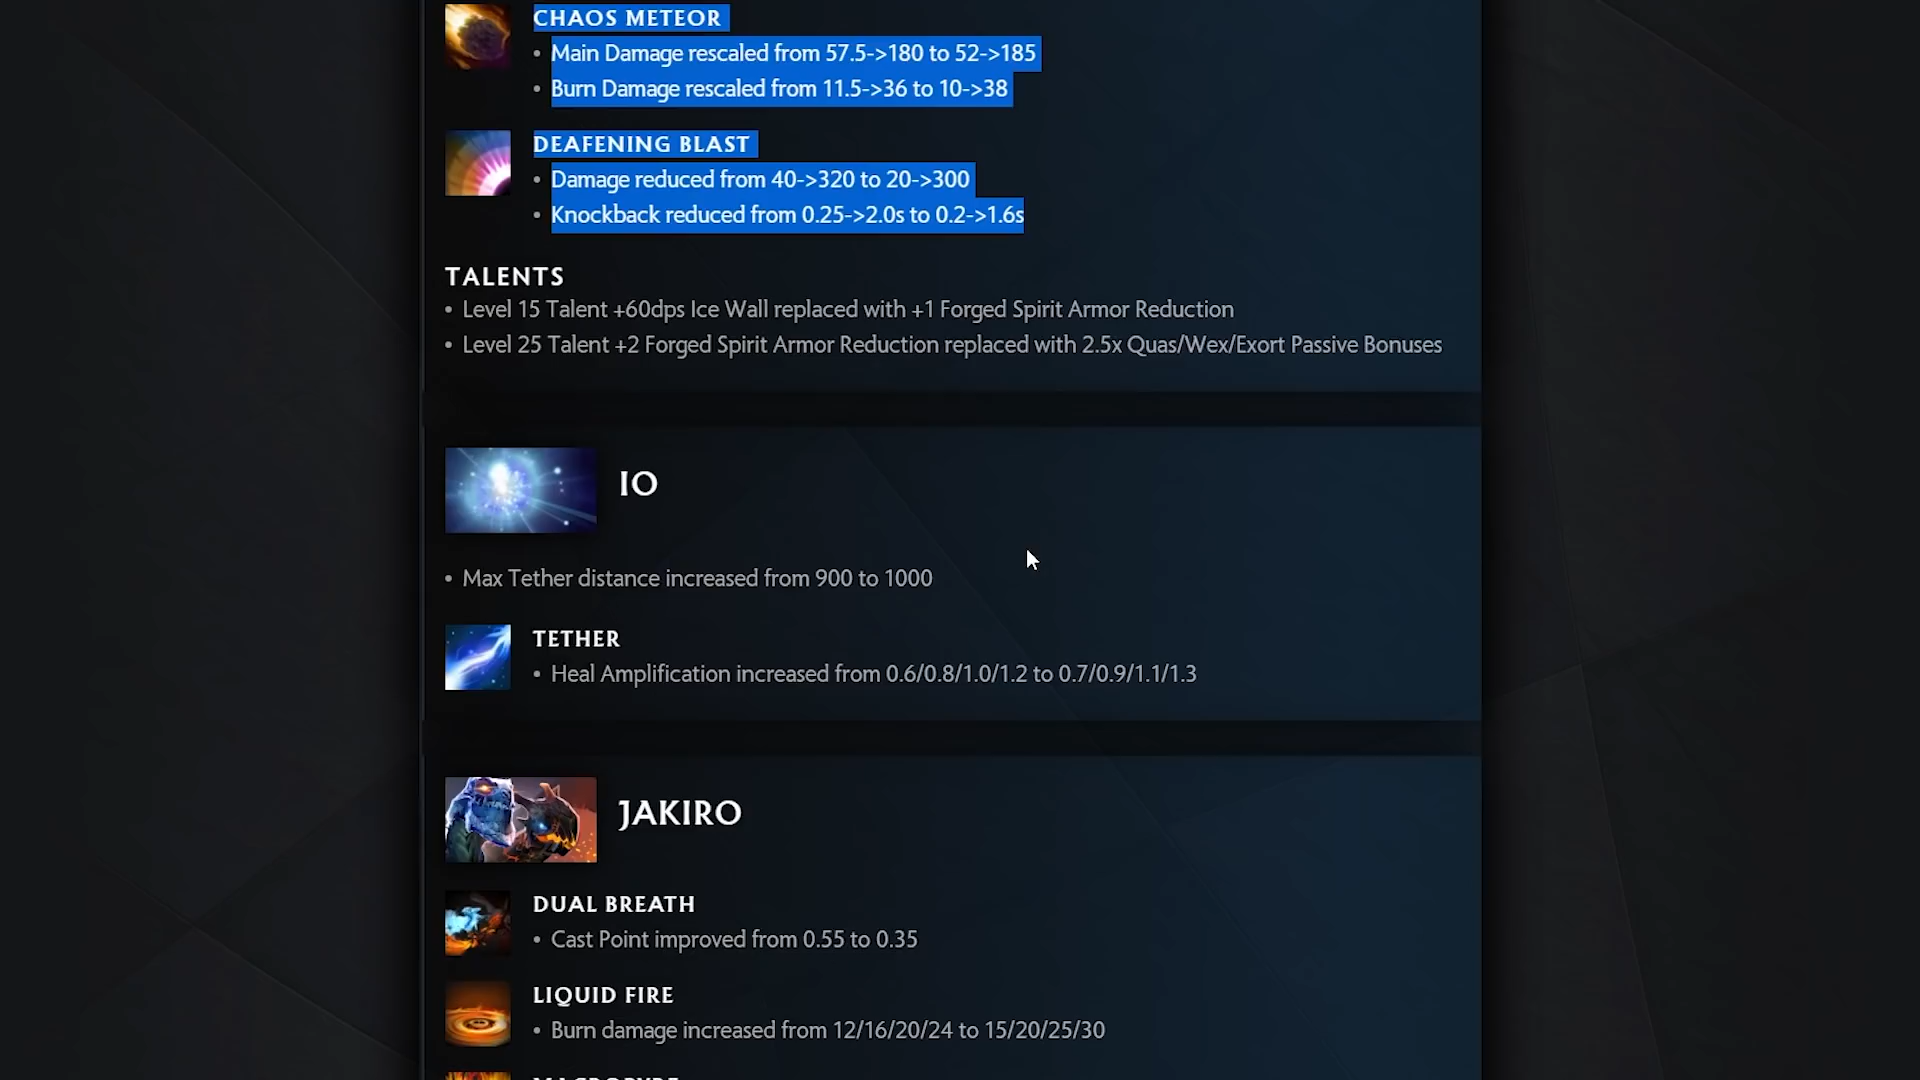 CHAOS METEOR
• Main Damage rescaled from 57.5->180 to 52->185
• Burn Damage rescaled from 11.5->36 to 10->38
DEAFENING BLAST
• Damage reduced from 40->320 to 20->300
• Knockback reduced from 0.25->2.0s to 0.2->1.6s
TALENTS
• Level 15 Talent +60dps Ice Wall replaced with +1 Forged Spirit Armor Reduction
• Level 25 Talent +2 Forged Spirit Armor Reduction replaced with 2.5x Quas/Wex/Exort Passive Bonuses
IO
• Max Tether distance increased from 900 to 1000
TETHER
• Heal Amplification increased from 0.6/0.8/1.0/1.2 to 0.7/0.9/1.1/1.3
JAKIRO
DUAL BREATH
• Cast Point improved from 0.55 to 0.35
LIQUID FIRE
• Burn damage increased from 12/16/20/24 to 15/20/25/30